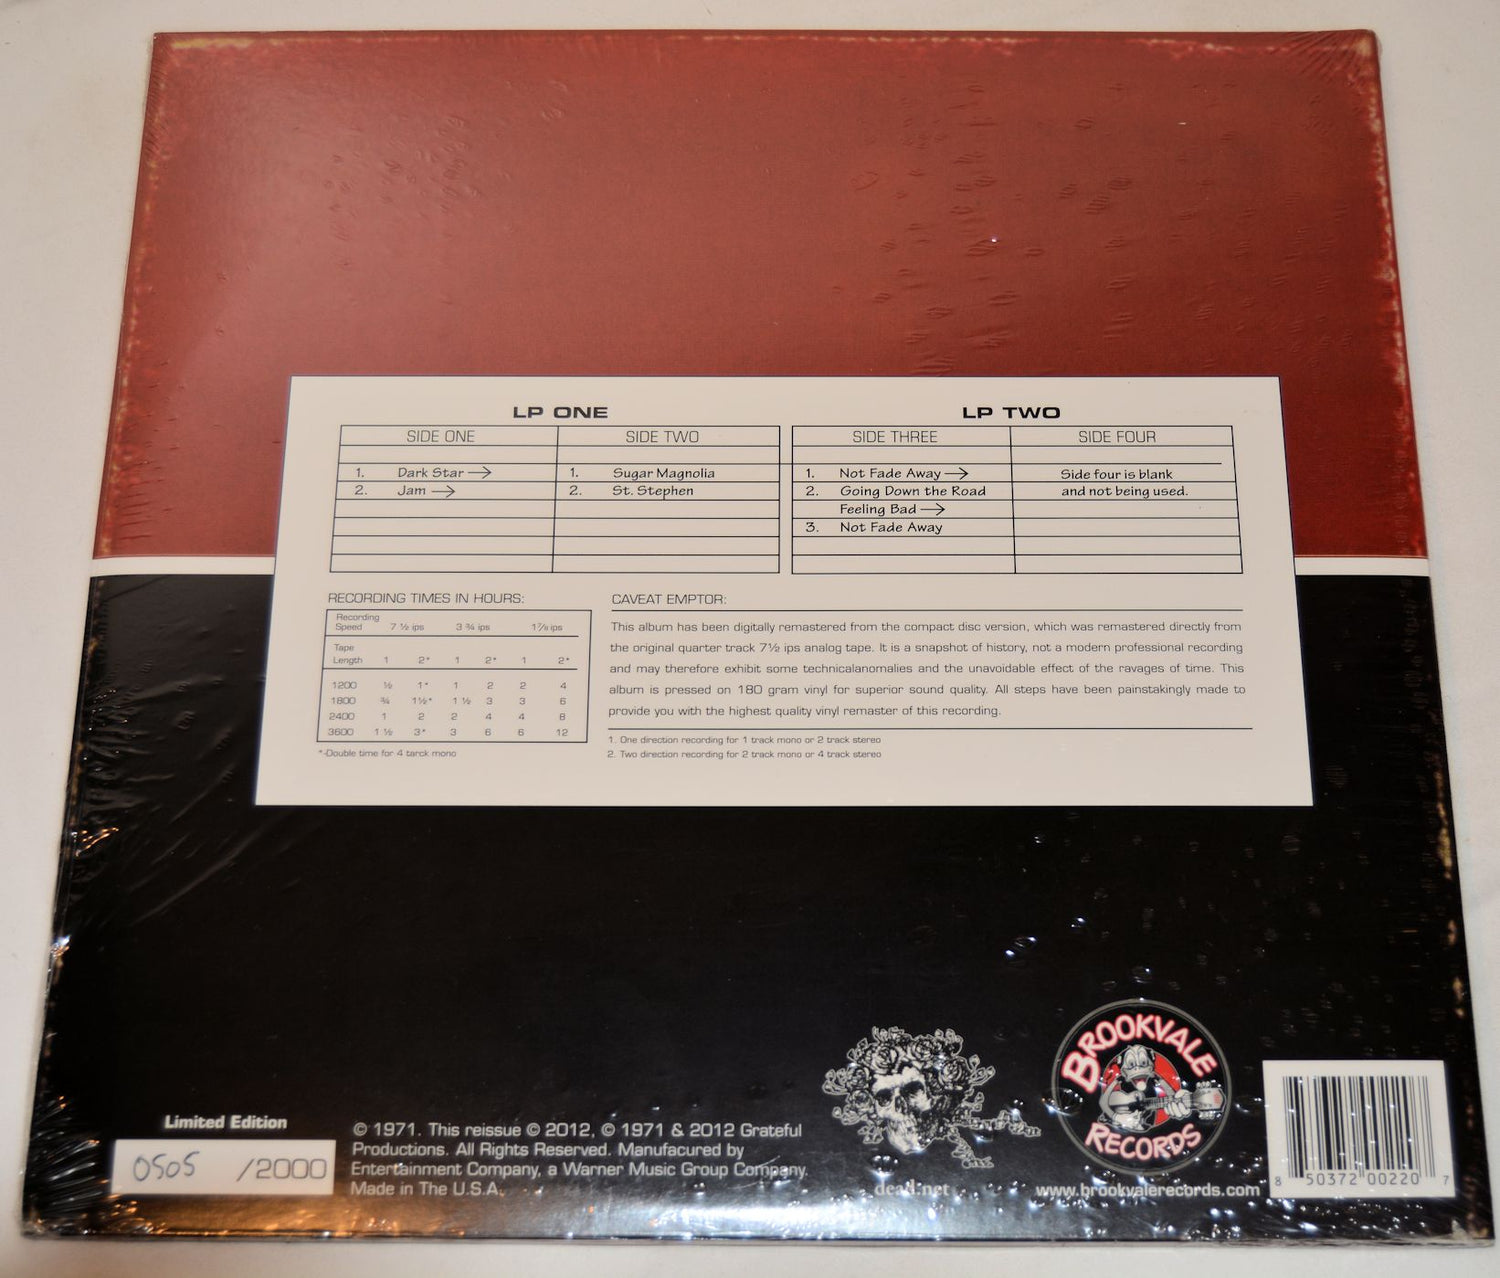 LP ONE
SIDE ONE SIDE TWO
1. Dark Star → 1. Sugar Magnolia
2. Jam → 2. St. Stephen
LP TWO
SIDE THREE SIDE FOUR
1. Not Fade Away → Side four is blank
2. Going Down the Road and not being used.
Feeling Bad →
3. Not Fade Away
RECORDING TIMES IN HOURS:
Recording
Speed 7 ½ ips 3 ¾ ips 1⅞ ips
Tape
Length 1 2* 1 2* 1 2*
1200 ½ 1* 1 2 2 4
1800 ¾ 1½* 1 ½ 3 3 6
2400 1 2 2 4 4 8
3600 1 ½ 3* 3 6 6 12
*-Double time for 4 tarck mono
CAVEAT EMPTOR:
This album has been digitally remastered from the compact disc version, which was remastered directly from
the original quarter track 7½ ips analog tape. It is a snapshot of history, not a modern professional recording
and may therefore exhibit some technicalanomalies and the unavoidable effect of the ravages of time. This
album is pressed on 180 gram vinyl for superior sound quality. All steps have been painstakingly made to
provide you with the highest quality vinyl remaster of this recording.
1. One direction recording for 1 track mono or 2 track stereo
2. Two direction recording for 2 track mono or 4 track stereo
Limited Edition
0505 /2000
© 1971. This reissue © 2012, © 1971 & 2012 Grateful
Productions. All Rights Reserved. Manufacured by
Entertainment Company, a Warner Music Group Company.
Made in The U.S.A.
dead.net
BROOKVALE
RECORDS
www.brookvalerecords.com
8 50372 00220 7